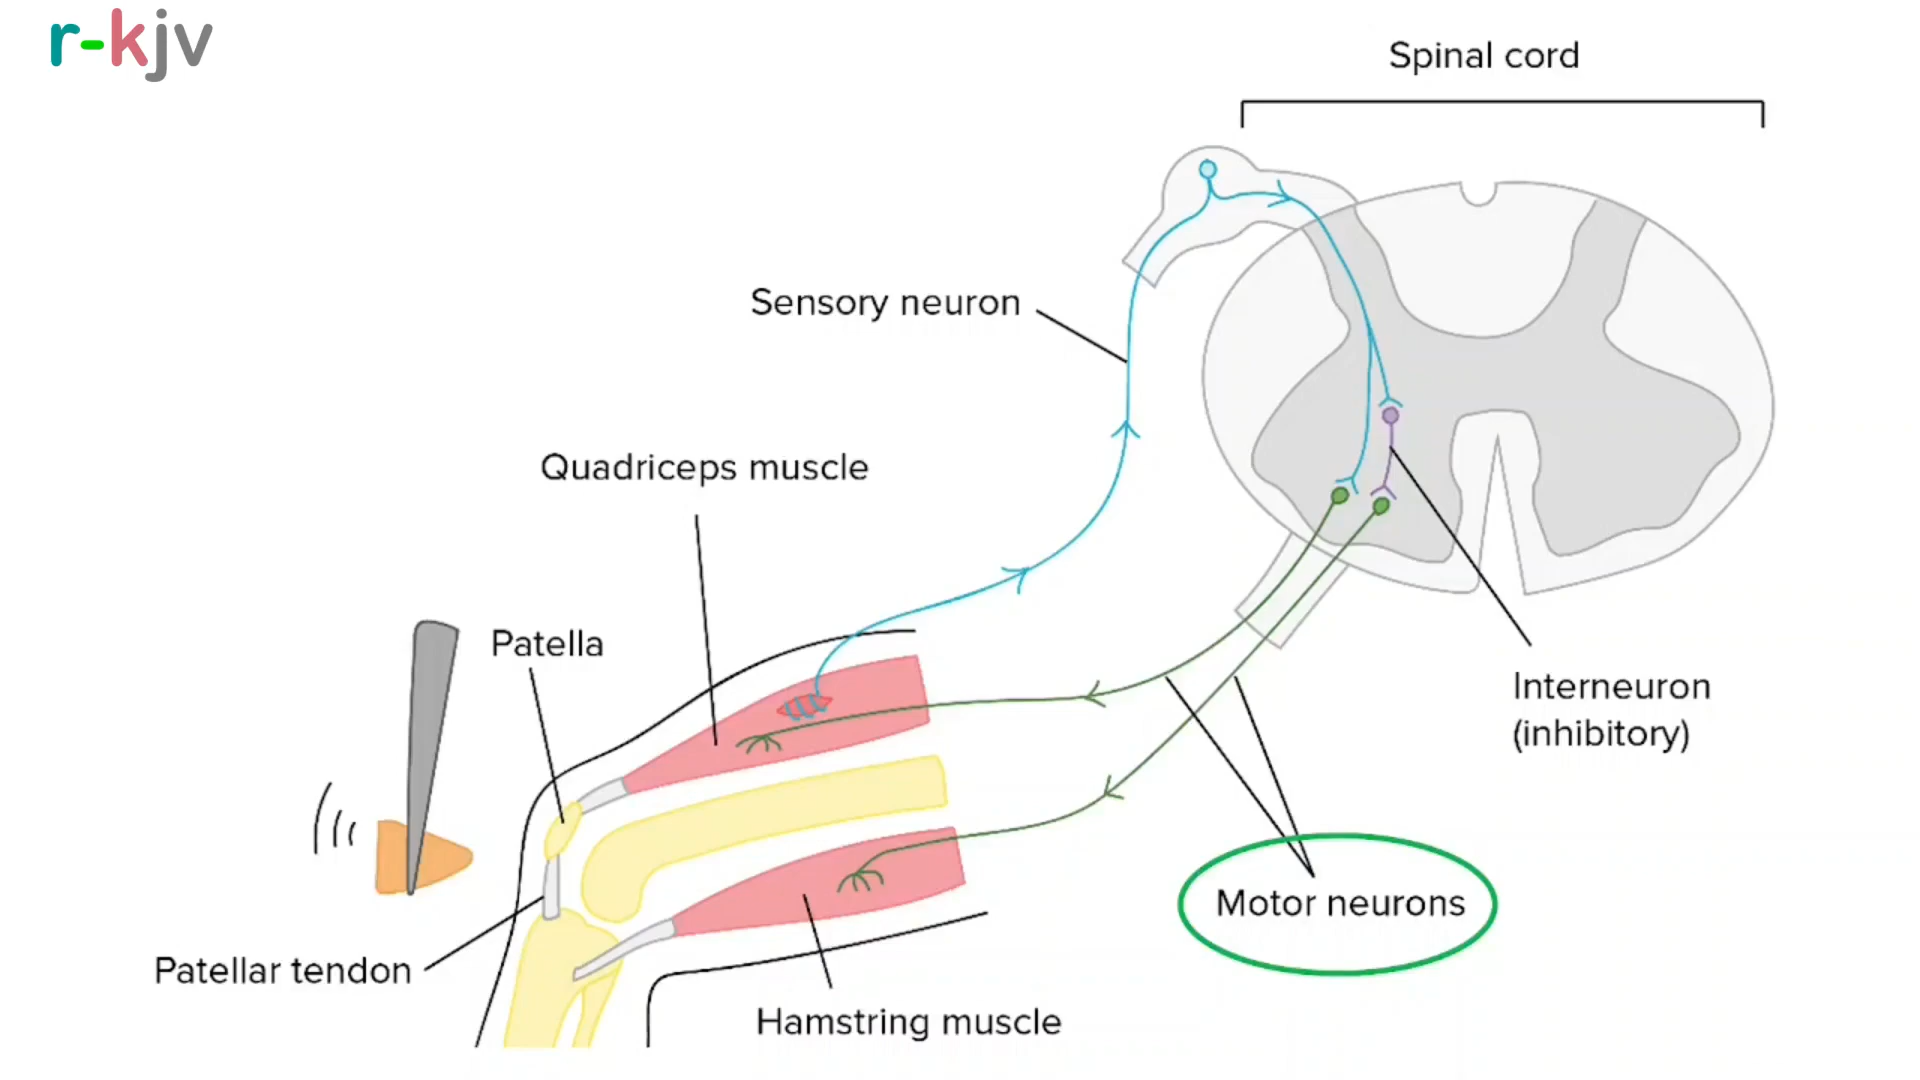 r-kjv
Spinal cord
Sensory neuron
Quadriceps muscle
Patella
Interneuron
(inhibitory)
Motor neurons
Patellar tendon
Hamstring muscle